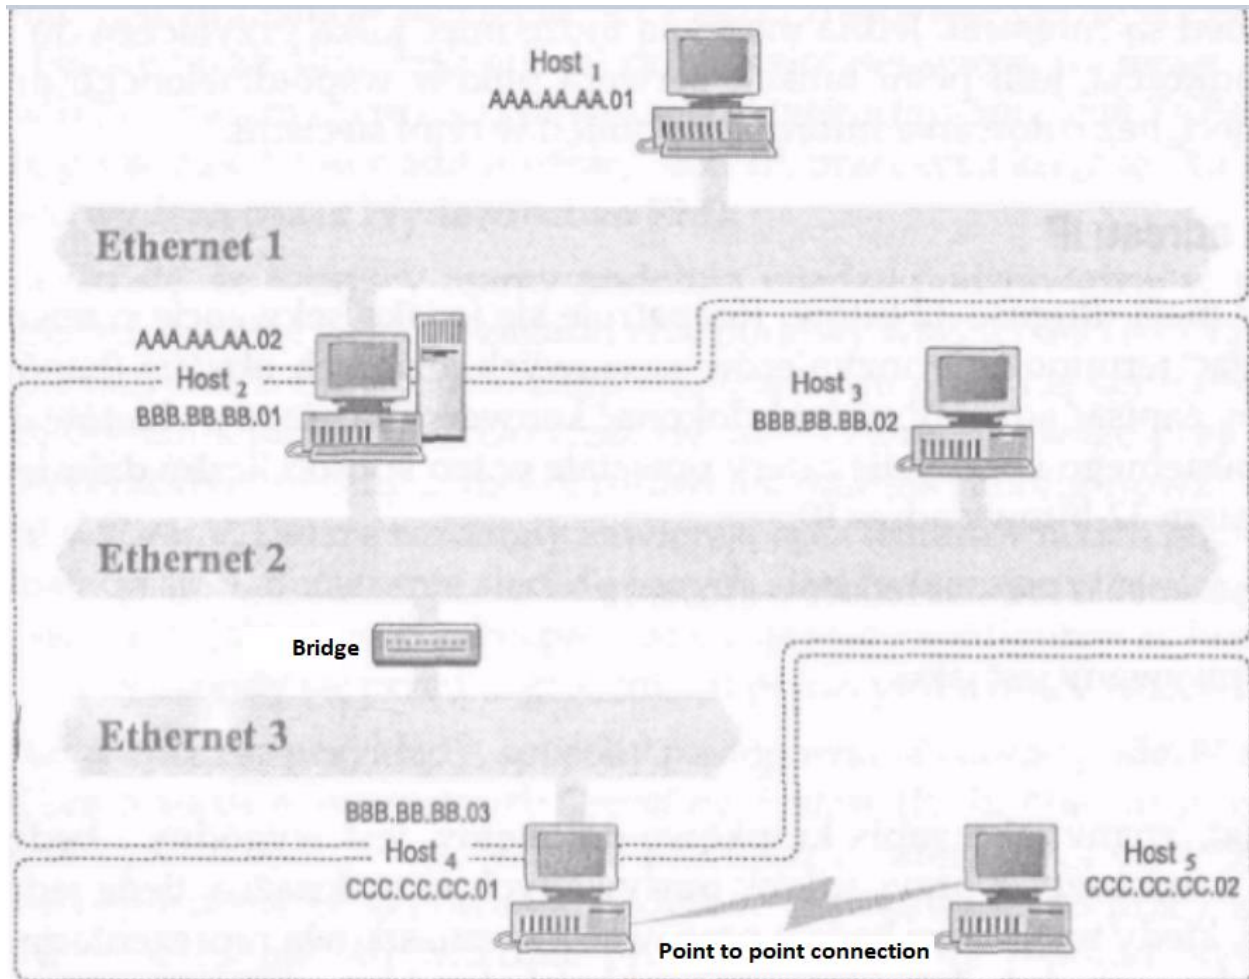 Host 1
AAA.AA.AA.01
Ethernet 1
AAA.AA.AA.02
Host 2
BBB.BB.BB.01
Host 3
BBB.BB.BB.02
Ethernet 2
Bridge
Ethernet 3
BBB.BB.BB.03
Host 4
CCC.CC.CC.01
Host 5
CCC.CC.CC.02
Point to point connection